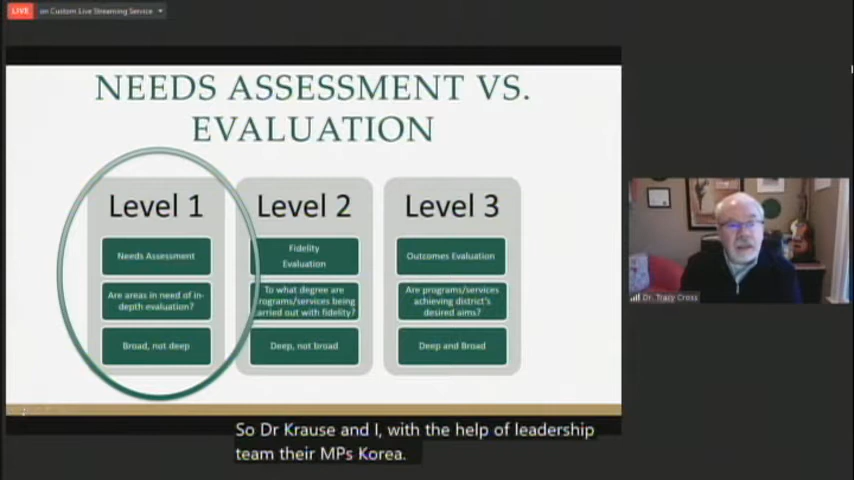 LIVE on Custom Live Streaming Service
NEEDS ASSESSMENT VS.
EVALUATION
Level 1
Needs Assessment
Are areas in need of in-
depth evaluation?
Broad, not deep
Level 2
Fidelity
Evaluation
To what degree are
programs/services being
carried out with fidelity?
Deep, not broad
Level 3
Outcomes Evaluation
Are programs/services
achieving district's
desired aims?
Deep and Broad
Dr. Tracy Cross
So Dr Krause and I, with the help of leadership
team their MPs Korea.